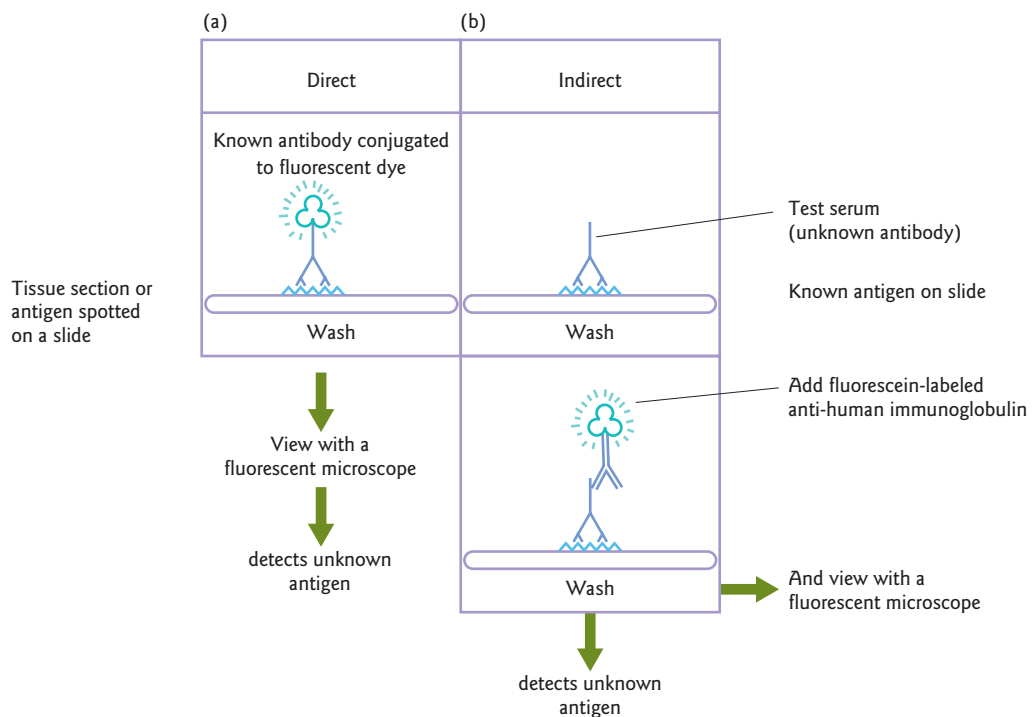 (a)
(b)
Direct
Indirect
Known antibody conjugated
to fluorescent dye
Test serum
(unknown antibody)
Tissue section or
antigen spotted
on a slide
Known antigen on slide
Wash
Wash
Add fluorescein-labeled
anti-human immunoglobulin
View with a
fluorescent microscope
detects unknown
antigen
Wash
And view with a
fluorescent microscope
detects unknown
antigen